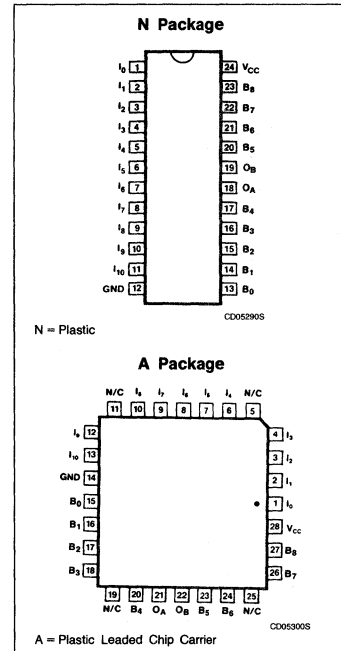 N Package
I0 1 24 VCC
I1 2 23 B8
I2 3 22 B7
I3 4 21 B6
I4 5 20 B5
I5 6 19 OB
I6 7 18 OA
I7 8 17 B4
I8 9 16 B3
I9 10 15 B2
I10 11 14 B1
GND 12 13 B0
CD05290S
N = Plastic
A Package
N/C I8 I7 I6 I5 I4 N/C
11 10 9 8 7 6 5
I9 12 4 I3
I10 13 3 I2
GND 14 2 I1
B0 15 1 I0
B1 16 28 VCC
B2 17 27 B8
B3 18 26 B7
19 20 21 22 23 24 25
N/C B4 OA OB B5 B6 N/C
CD05300S
A = Plastic Leaded Chip Carrier